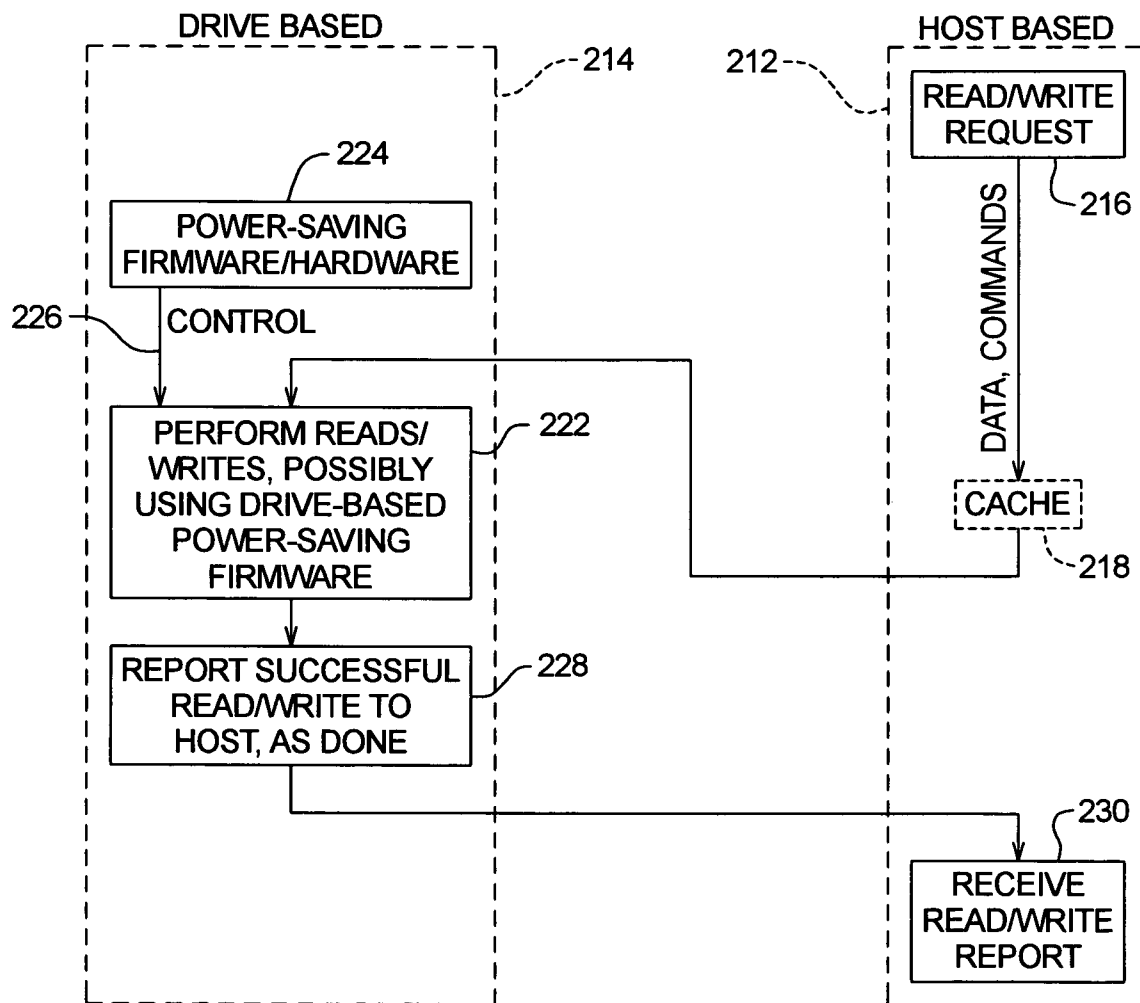 DRIVE BASED
HOST BASED
214
212
READ/WRITE
REQUEST
216
224
POWER-SAVING
FIRMWARE/HARDWARE
226
CONTROL
DATA, COMMANDS
PERFORM READS/
WRITES, POSSIBLY
USING DRIVE-BASED
POWER-SAVING
FIRMWARE
222
CACHE
218
REPORT SUCCESSFUL
READ/WRITE TO
HOST, AS DONE
228
230
RECEIVE
READ/WRITE
REPORT